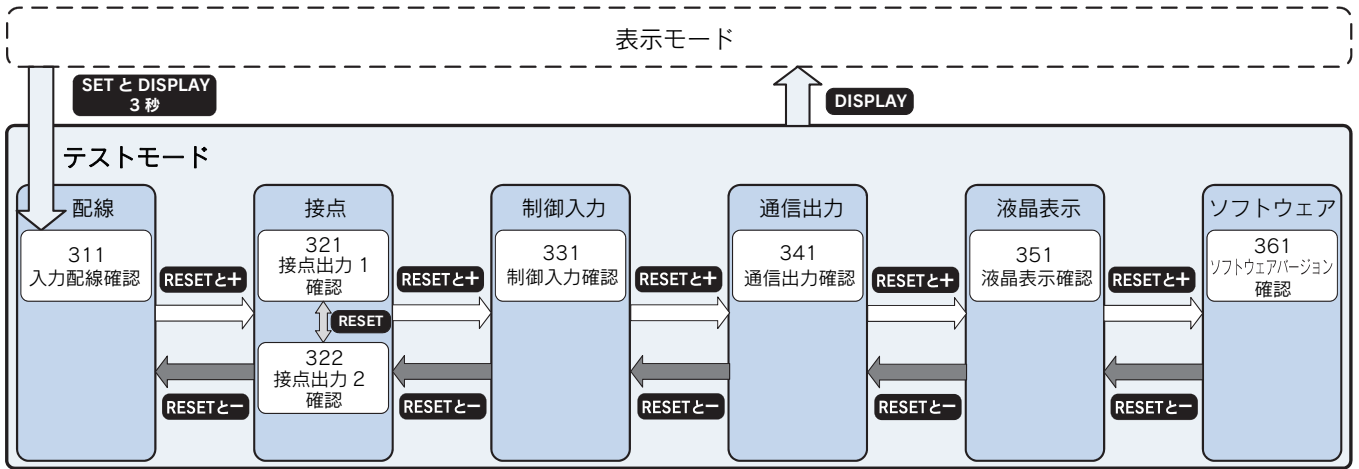 表示モード
SET と DISPLAY
3 秒
DISPLAY
テストモード
配線
311
入力配線確認
RESETと+
RESETとー
接点
321
接点出力 1
確認
RESET
322
接点出力 2
確認
RESETと+
RESETとー
制御入力
331
制御入力確認
RESETと+
RESETとー
通信出力
341
通信出力確認
RESETと+
RESETとー
液晶表示
351
液晶表示確認
RESETと+
RESETとー
ソフトウェア
361
ソフトウェアバージョン
確認